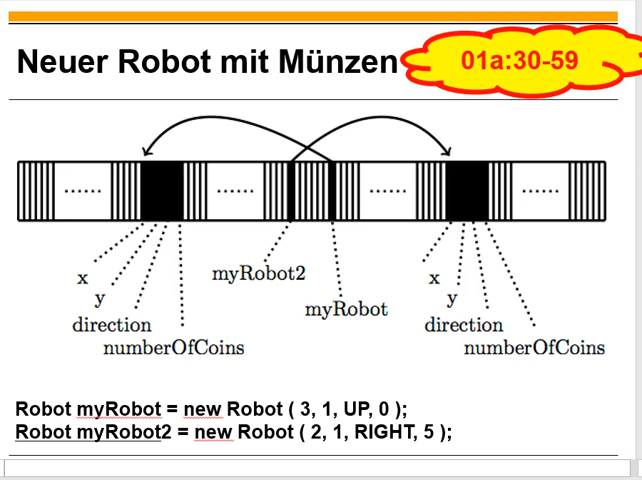 Neuer Robot mit Münzen
01a:30-59
...... ...... ...... ......
x
y
direction
numberOfCoins
myRobot2
myRobot
x
y
direction
numberOfCoins
Robot myRobot = new Robot ( 3, 1, UP, 0 );
Robot myRobot2 = new Robot ( 2, 1, RIGHT, 5 );